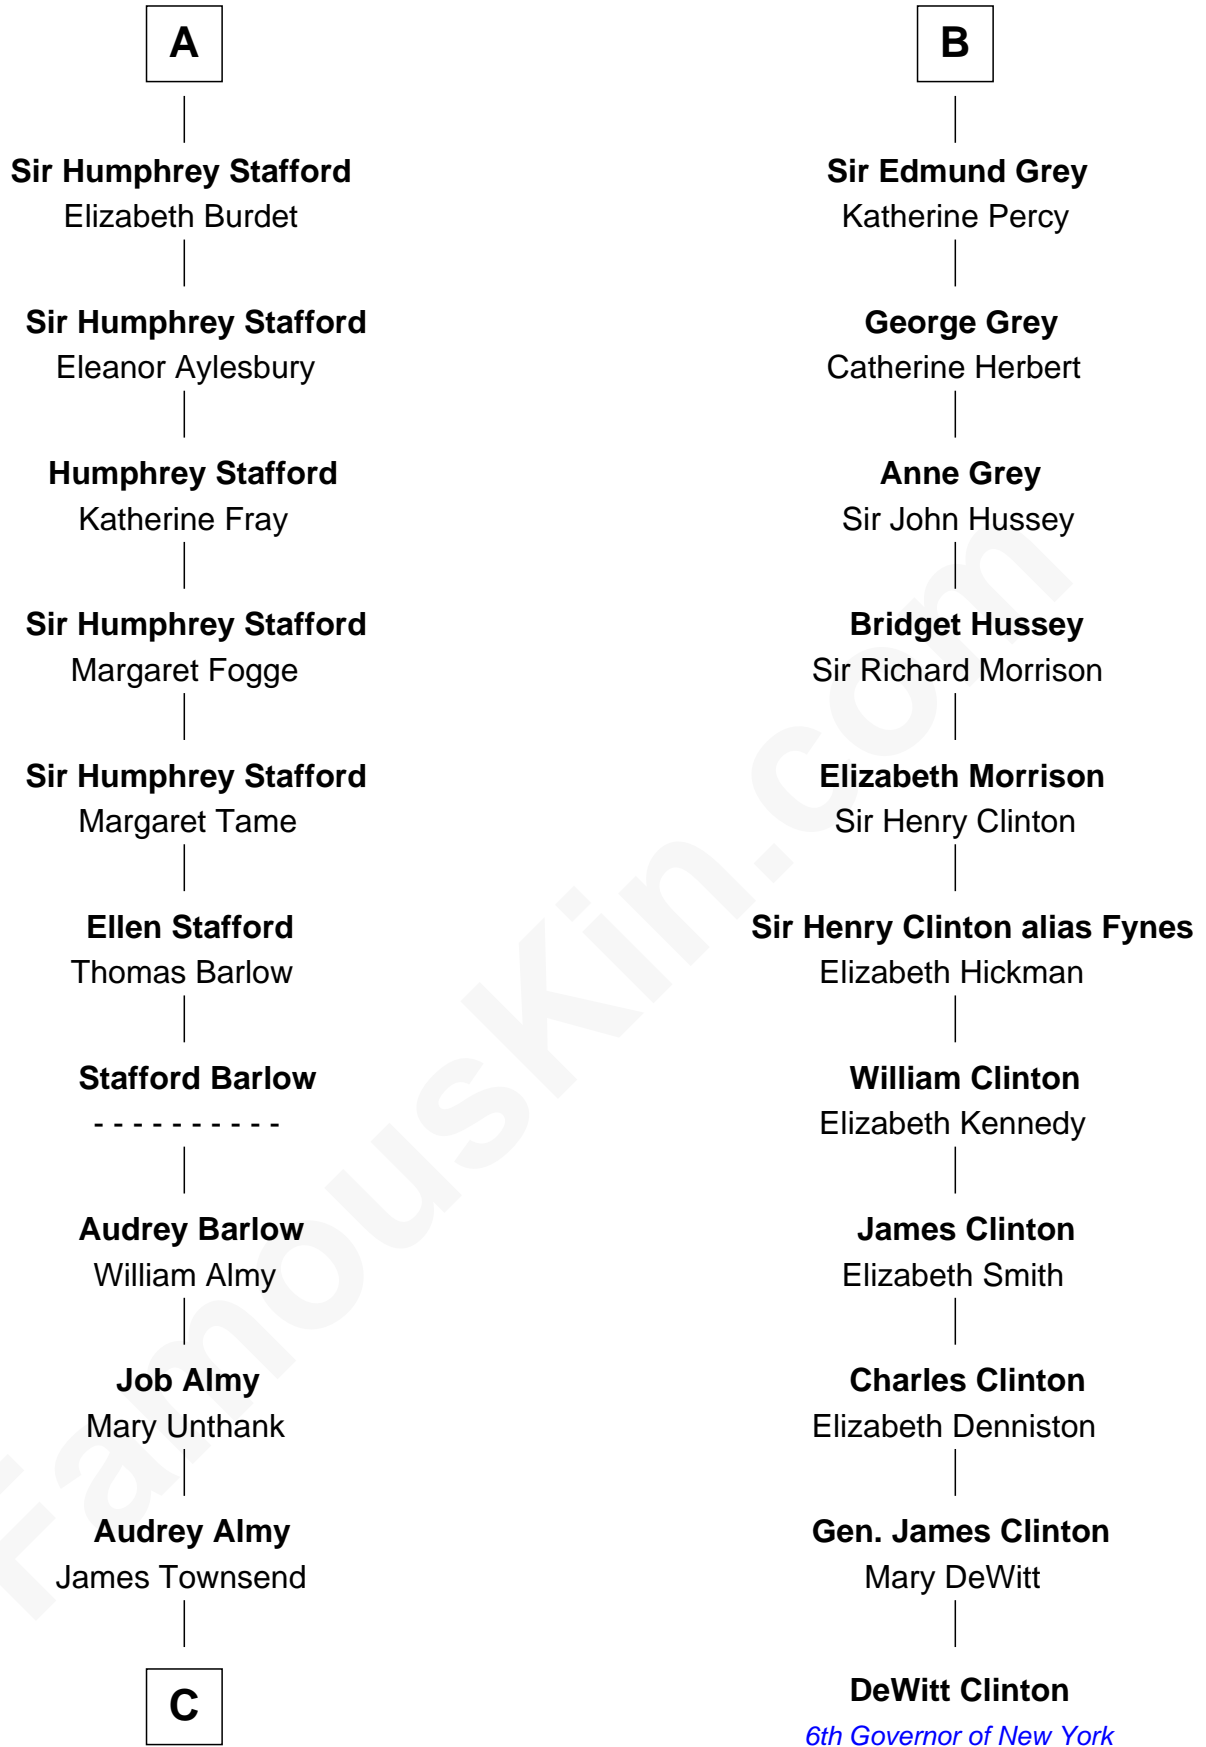 A
Sir Humphrey Stafford
Elizabeth Burdet
Sir Humphrey Stafford
Eleanor Aylesbury
Humphrey Stafford
Katherine Fray
Sir Humphrey Stafford
Margaret Fogge
Sir Humphrey Stafford
Margaret Tame
Ellen Stafford
Thomas Barlow
Stafford Barlow
- - - - - - - - - -
Audrey Barlow
William Almy
Job Almy
Mary Unthank
Audrey Almy
James Townsend
C
B
Sir Edmund Grey
Katherine Percy
George Grey
Catherine Herbert
Anne Grey
Sir John Hussey
Bridget Hussey
Sir Richard Morrison
Elizabeth Morrison
Sir Henry Clinton
Sir Henry Clinton alias Fynes
Elizabeth Hickman
William Clinton
Elizabeth Kennedy
James Clinton
Elizabeth Smith
Charles Clinton
Elizabeth Denniston
Gen. James Clinton
Mary DeWitt
DeWitt Clinton
6th Governor of New York
FamousKin.com